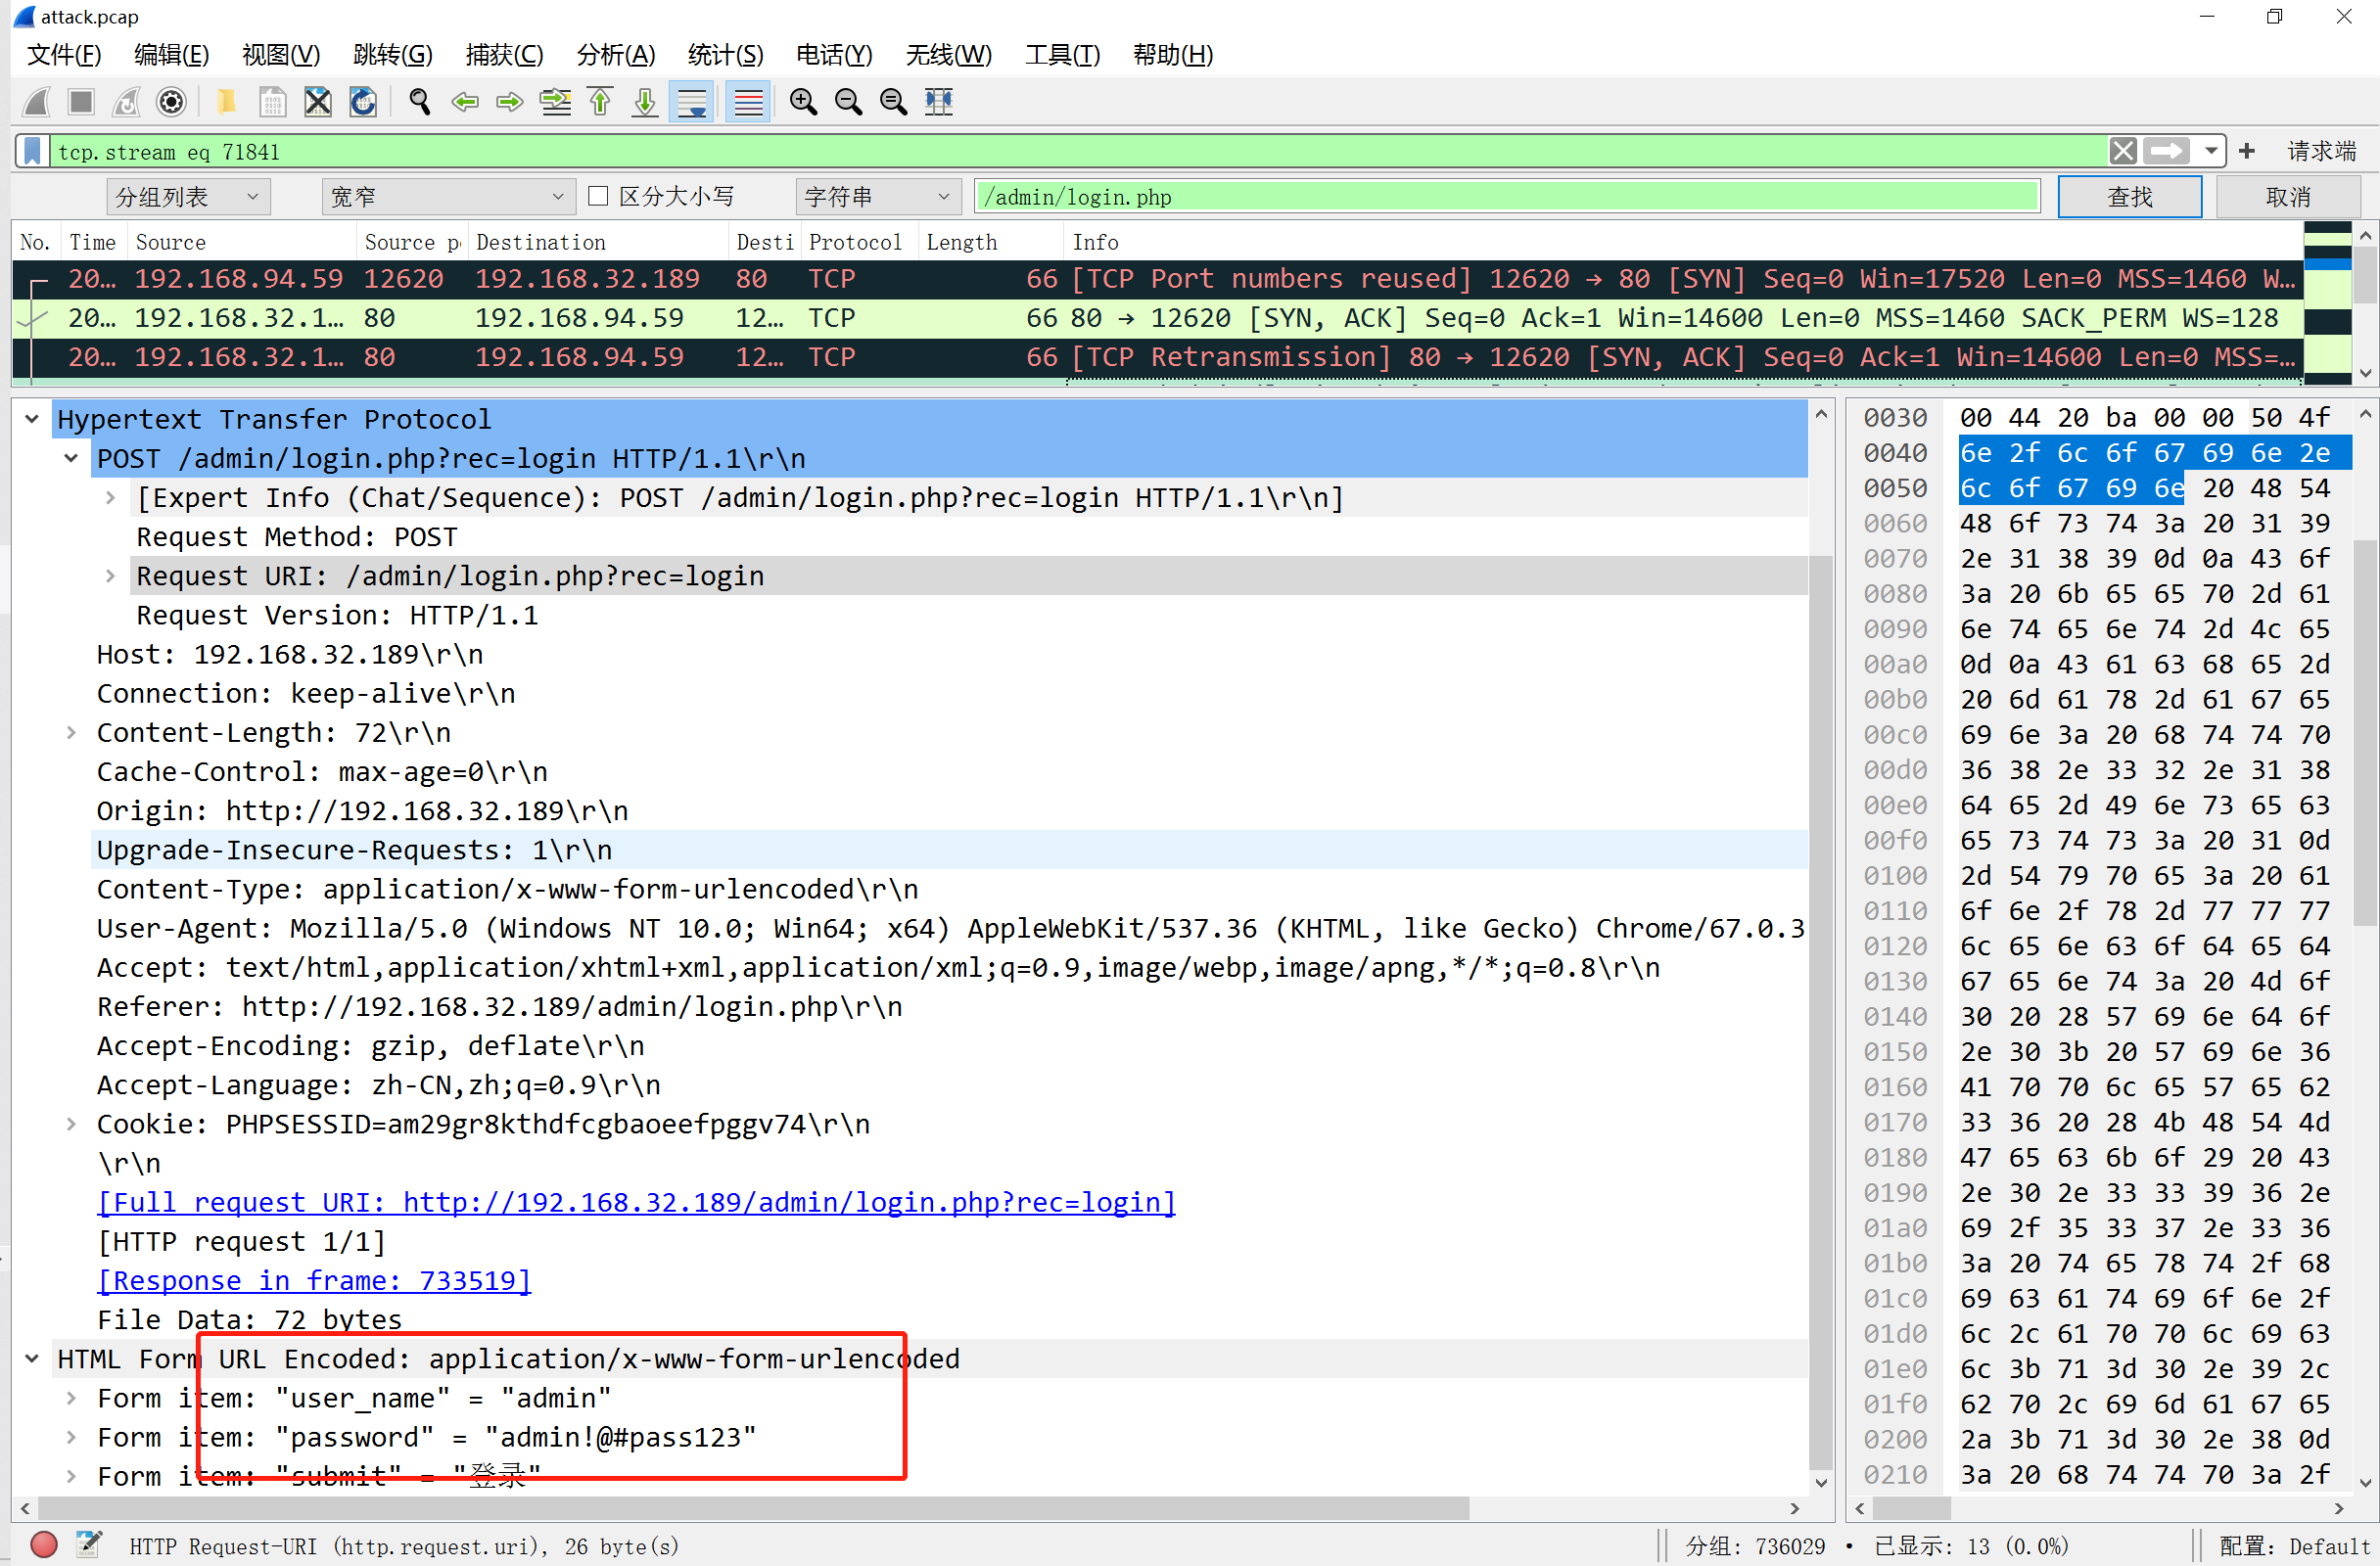 attack.pcap
文件(F) 编辑(E) 视图(V) 跳转(G) 捕获(C) 分析(A) 统计(S) 电话(Y) 无线(W) 工具(T) 帮助(H)
tcp.stream eq 71841 请求端
分组列表 宽窄 区分大小写 字符串 /admin/login.php 查找 取消
No. Time Source Source p Destination Desti Protocol Length Info
20… 192.168.94.59 12620 192.168.32.189 80 TCP 66 [TCP Port numbers reused] 12620 → 80 [SYN] Seq=0 Win=17520 Len=0 MSS=1460 W…
20… 192.168.32.1… 80 192.168.94.59 12… TCP 66 80 → 12620 [SYN, ACK] Seq=0 Ack=1 Win=14600 Len=0 MSS=1460 SACK_PERM WS=128
20… 192.168.32.1… 80 192.168.94.59 12… TCP 66 [TCP Retransmission] 80 → 12620 [SYN, ACK] Seq=0 Ack=1 Win=14600 Len=0 MSS=…
Hypertext Transfer Protocol
POST /admin/login.php?rec=login HTTP/1.1\r\n
[Expert Info (Chat/Sequence): POST /admin/login.php?rec=login HTTP/1.1\r\n]
Request Method: POST
Request URI: /admin/login.php?rec=login
Request Version: HTTP/1.1
Host: 192.168.32.189\r\n
Connection: keep-alive\r\n
Content-Length: 72\r\n
Cache-Control: max-age=0\r\n
Origin: http://192.168.32.189\r\n
Upgrade-Insecure-Requests: 1\r\n
Content-Type: application/x-www-form-urlencoded\r\n
User-Agent: Mozilla/5.0 (Windows NT 10.0; Win64; x64) AppleWebKit/537.36 (KHTML, like Gecko) Chrome/67.0.3
Accept: text/html,application/xhtml+xml,application/xml;q=0.9,image/webp,image/apng,*/*;q=0.8\r\n
Referer: http://192.168.32.189/admin/login.php\r\n
Accept-Encoding: gzip, deflate\r\n
Accept-Language: zh-CN,zh;q=0.9\r\n
Cookie: PHPSESSID=am29gr8kthdfcgbaoeefpggv74\r\n
\r\n
[Full request URI: http://192.168.32.189/admin/login.php?rec=login]
[HTTP request 1/1]
[Response in frame: 733519]
File Data: 72 bytes
HTML Form URL Encoded: application/x-www-form-urlencoded
Form item: "user_name" = "admin"
Form item: "password" = "admin!@#pass123"
Form item: "submit" = "登录"
0030 00 44 20 ba 00 00 50 4f
0040 6e 2f 6c 6f 67 69 6e 2e
0050 6c 6f 67 69 6e 20 48 54
0060 48 6f 73 74 3a 20 31 39
0070 2e 31 38 39 0d 0a 43 6f
0080 3a 20 6b 65 65 70 2d 61
0090 6e 74 65 6e 74 2d 4c 65
00a0 0d 0a 43 61 63 68 65 2d
00b0 20 6d 61 78 2d 61 67 65
00c0 69 6e 3a 20 68 74 74 70
00d0 36 38 2e 33 32 2e 31 38
00e0 64 65 2d 49 6e 73 65 63
00f0 65 73 74 73 3a 20 31 0d
0100 2d 54 79 70 65 3a 20 61
0110 6f 6e 2f 78 2d 77 77 77
0120 6c 65 6e 63 6f 64 65 64
0130 67 65 6e 74 3a 20 4d 6f
0140 30 20 28 57 69 6e 64 6f
0150 2e 30 3b 20 57 69 6e 36
0160 41 70 70 6c 65 57 65 62
0170 33 36 20 28 4b 48 54 4d
0180 47 65 63 6b 6f 29 20 43
0190 2e 30 2e 33 33 39 36 2e
01a0 69 2f 35 33 37 2e 33 36
01b0 3a 20 74 65 78 74 2f 68
01c0 69 63 61 74 69 6f 6e 2f
01d0 6c 2c 61 70 70 6c 69 63
01e0 6c 3b 71 3d 30 2e 39 2c
01f0 62 70 2c 69 6d 61 67 65
0200 2a 3b 71 3d 30 2e 38 0d
0210 3a 20 68 74 74 70 3a 2f
HTTP Request-URI (http.request.uri), 26 byte(s) 分组: 736029 · 已显示: 13 (0.0%) 配置: Default